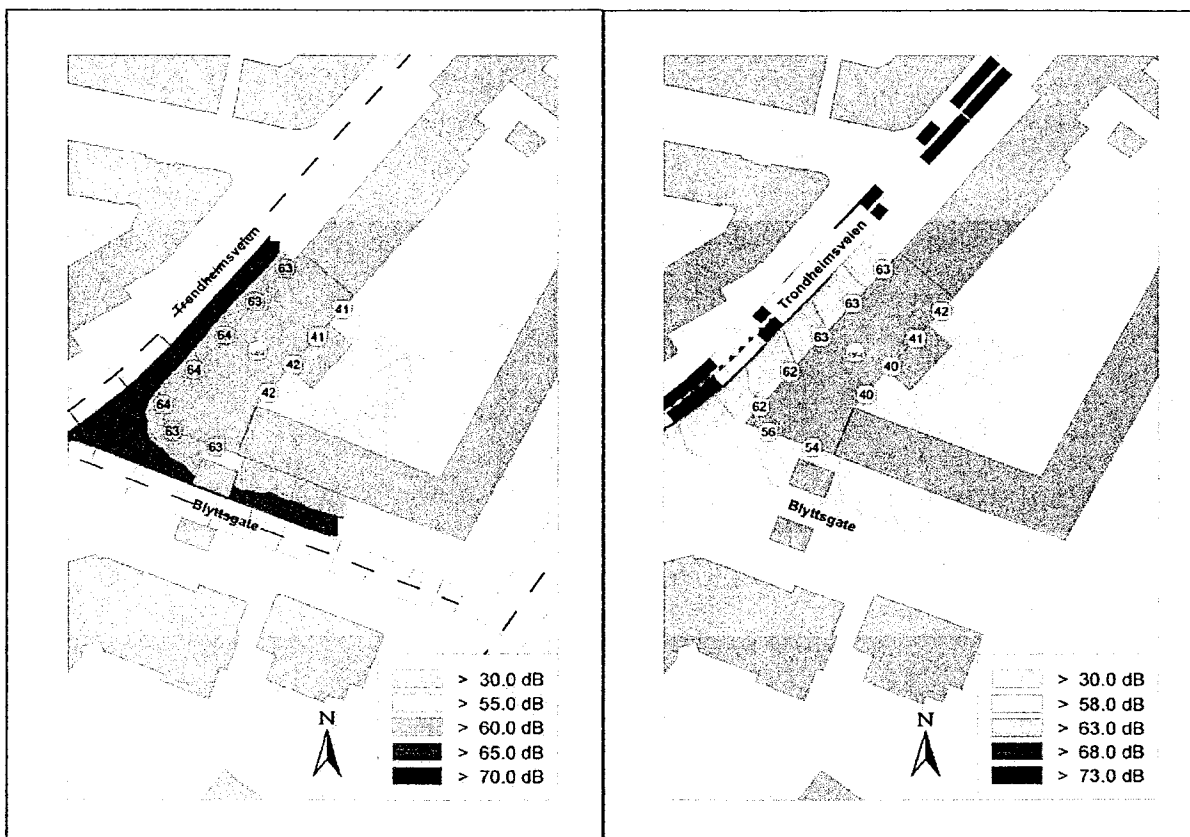 Trondheimsveien
63
63
41
64
41
64
42
42
64
63
63
Blyttsgate
> 30.0 dB
> 55.0 dB
> 60.0 dB
> 65.0 dB
> 70.0 dB
N
Trondheimsveien
63
63
42
63
41
62
40
40
62
56
54
Blyttsgate
> 30.0 dB
> 58.0 dB
> 63.0 dB
> 68.0 dB
> 73.0 dB
N